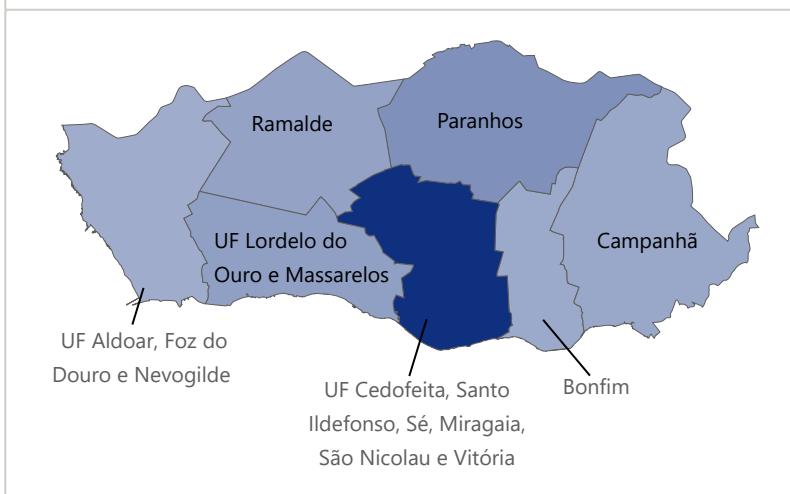 Ramalde
Paranhos
UF Lordelo do
Ouro e Massarelos
Campanhã
UF Aldoar, Foz do
Douro e Nevogilde
UF Cedofeita, Santo
Ildefonso, Sé, Miragaia,
São Nicolau e Vitória
Bonfim